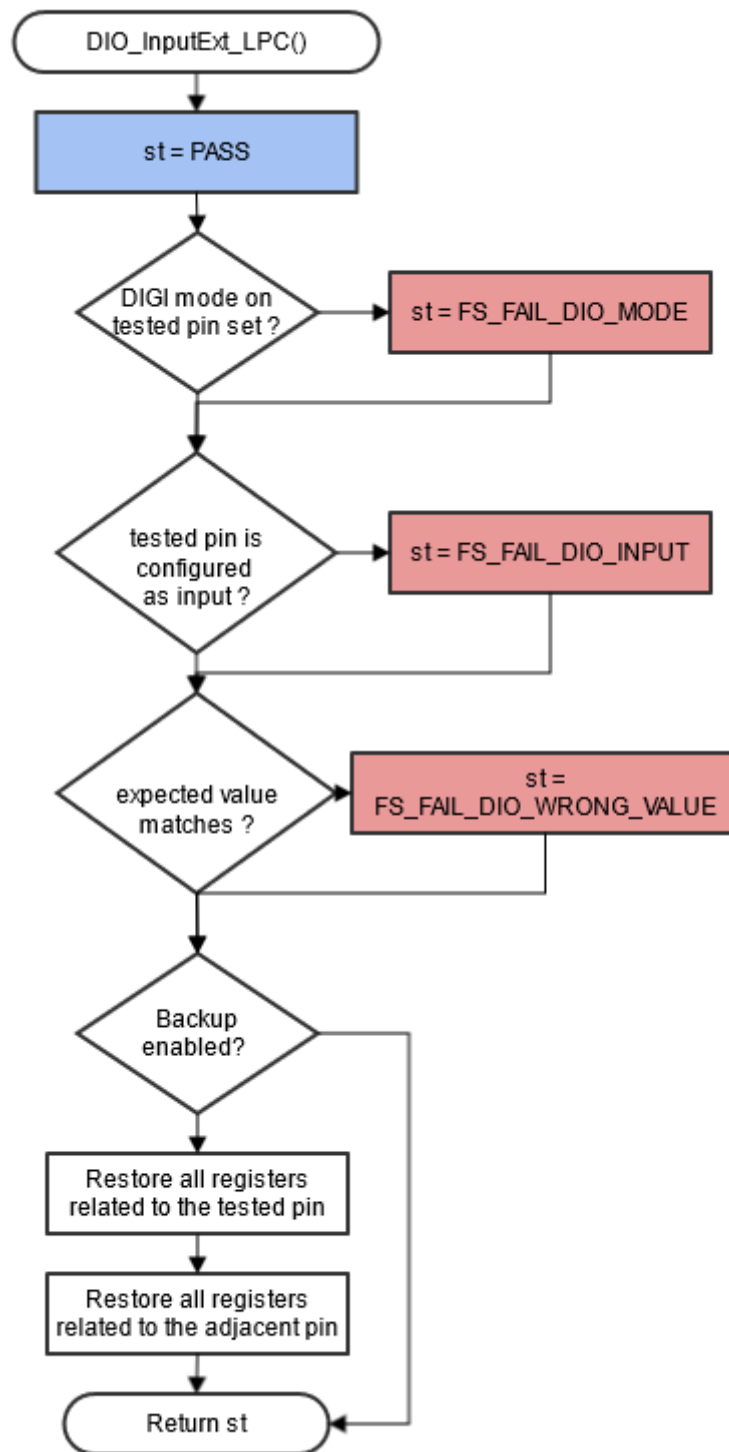 DIO_InputExt_LPC()
st = PASS
DIGI mode on
tested pin set ?
st = FS_FAIL_DIO_MODE
tested pin is
configured
as input ?
st = FS_FAIL_DIO_INPUT
expected value
matches ?
st =
FS_FAIL_DIO_WRONG_VALUE
Backup
enabled?
Restore all registers
related to the tested pin
Restore all registers
related to the adjacent pin
Return st